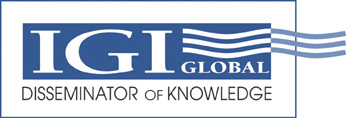 IGI GLOBAL
DISSEMINATOR OF KNOWLEDGE